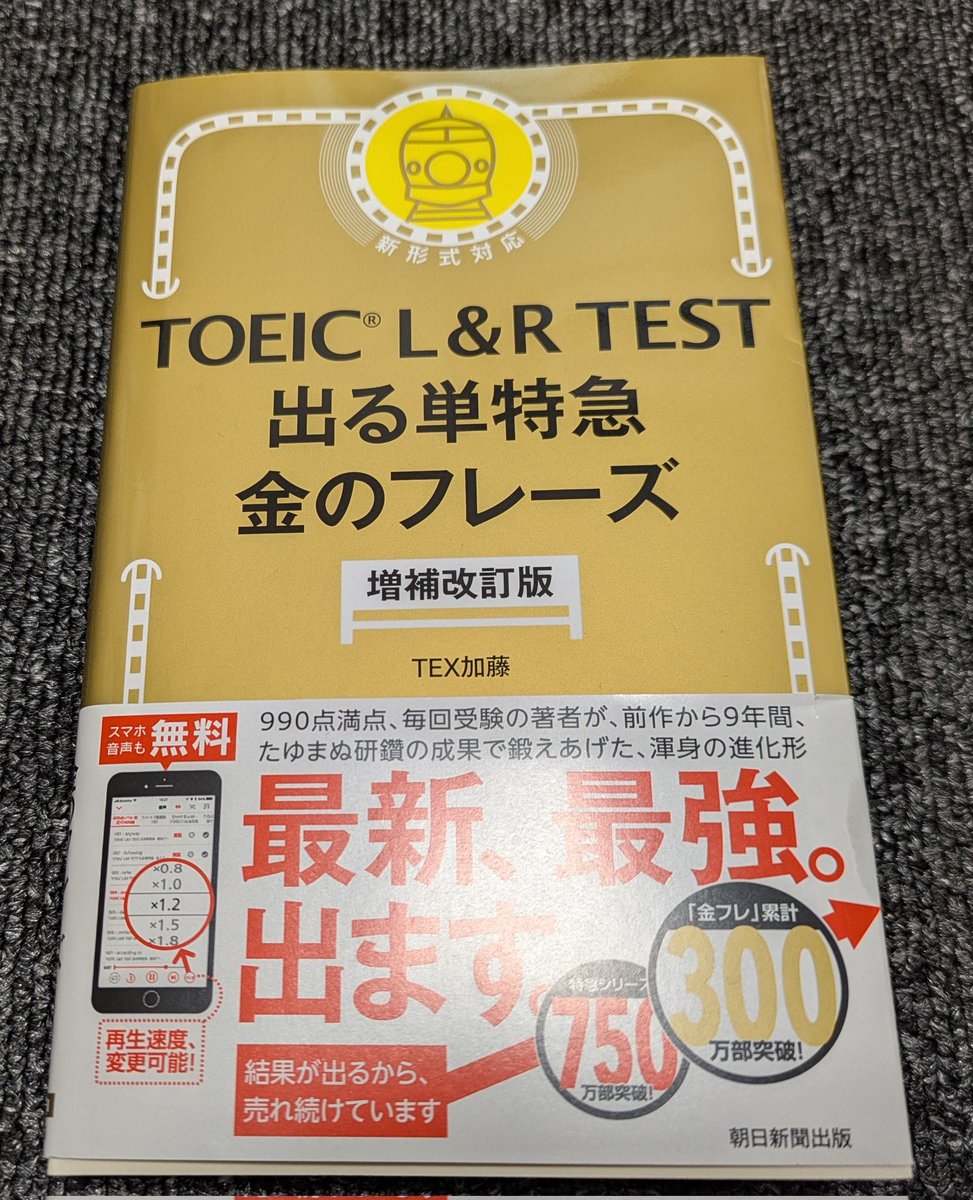 新形式対応
TOEIC® L&R TEST
出る単特急
金のフレーズ
増補改訂版
TEX加藤
スマホ
音声も
無料
990点満点、毎回受験の著者が、前作から9年間、
たゆまぬ研鑽の成果で鍛えあげた、渾身の進化形
最新、最強。
出ます。
×0.8
×1.0
×1.2
×1.5
×1.8
再生速度、
変更可能!
結果が出るから、
売れ続けています
特急シリーズ
750
万部突破!
「金フレ」累計
300
万部突破!
朝日新聞出版